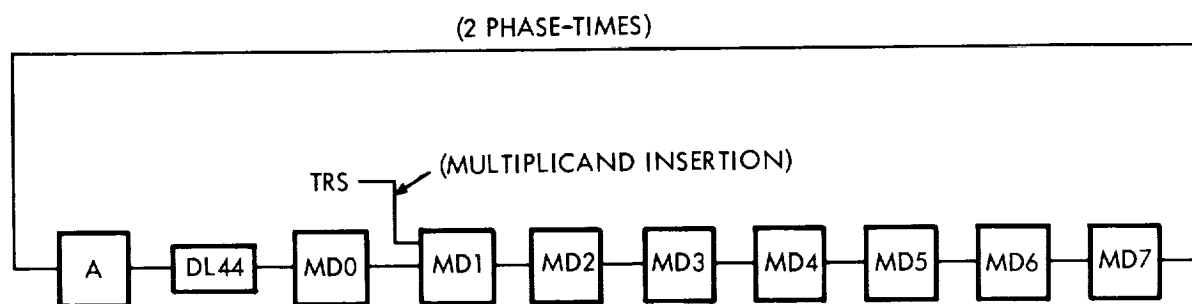 (2 PHASE-TIMES)
TRS
(MULTIPLICAND INSERTION)
A
DL44
MD0
MD1
MD2
MD3
MD4
MD5
MD6
MD7